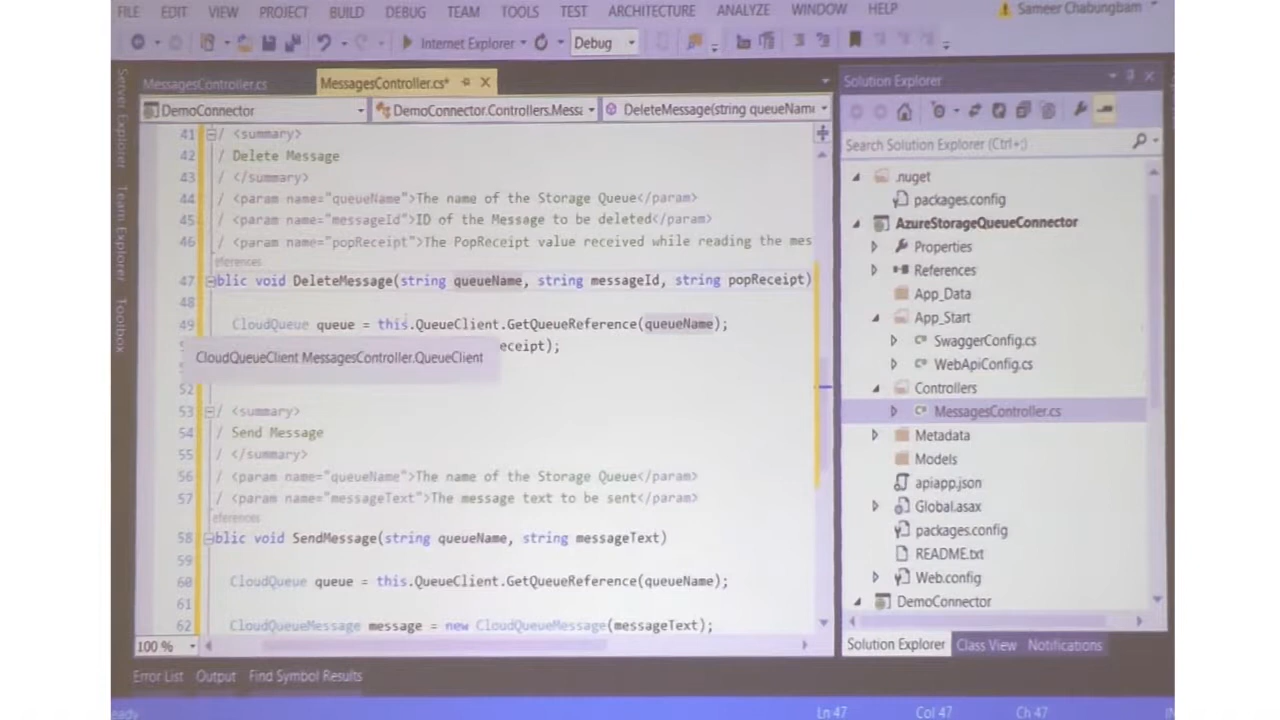 FILE EDIT VIEW PROJECT BUILD DEBUG TEAM TOOLS TEST ARCHITECTURE ANALYZE WINDOW HELP Sameer Chabungbam
Internet Explorer Debug
MessagesController.cs MessagesController.cs*
DemoConnector DemoConnector.Controllers.Messa DeleteMessage(string queueName
Server Explorer
Team Explorer
Toolbox
41 / <summary>
42 / Delete Message
43 / </summary>
44 / <param name="queueName">The name of the Storage Queue</param>
45 / <param name="messageId">ID of the Message to be deleted</param>
46 / <param name="popReceipt">The PopReceipt value received while reading the mes
eferences
47 blic void DeleteMessage(string queueName, string messageId, string popReceipt)
48
49 CloudQueue queue = this.QueueClient.GetQueueReference(queueName);
eceipt);
CloudQueueClient MessagesController.QueueClient
52
53 / <summary>
54 / Send Message
55 / </summary>
56 / <param name="queueName">The name of the Storage Queue</param>
57 / <param name="messageText">The message text to be sent</param>
eferences
58 blic void SendMessage(string queueName, string messageText)
59
60 CloudQueue queue = this.QueueClient.GetQueueReference(queueName);
61
62 CloudQueueMessage message = new CloudQueueMessage(messageText);
100 %
Solution Explorer
Search Solution Explorer (Ctrl+;)
.nuget
packages.config
AzureStorageQueueConnector
Properties
References
App_Data
App_Start
SwaggerConfig.cs
WebApiConfig.cs
Controllers
MessagesController.cs
Metadata
Models
apiapp.json
Global.asax
packages.config
README.txt
Web.config
DemoConnector
Solution Explorer Class View Notifications
Error List Output Find Symbol Results
eady Ln 47 Col 47 Ch 47